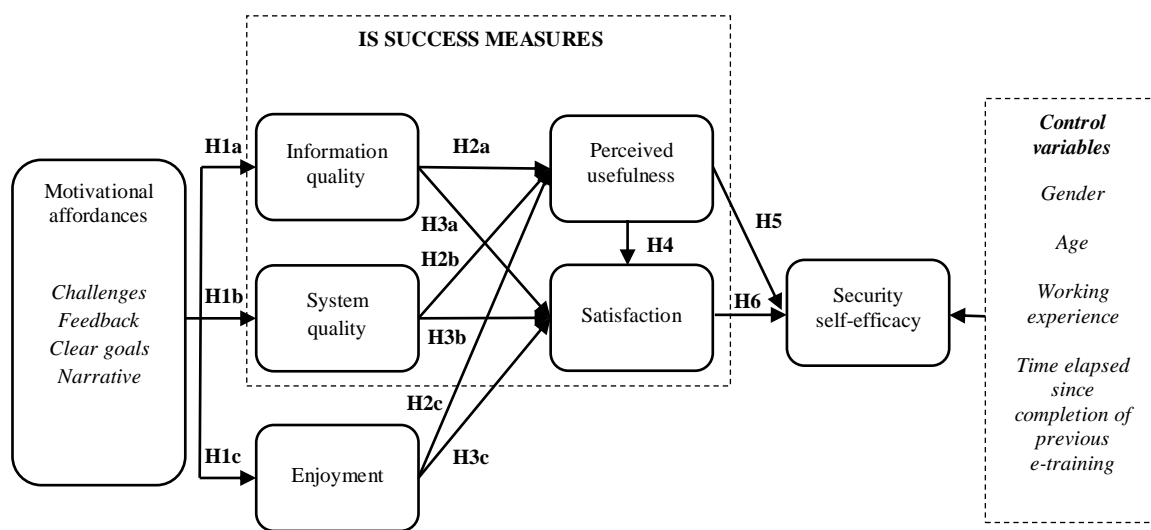 IS SUCCESS MEASURES
Motivational
affordances
Challenges
Feedback
Clear goals
Narrative
H1a
H1b
H1c
Information
quality
System
quality
Enjoyment
H2a
H3a
H2b
H3b
H2c
H3c
Perceived
usefulness
H4
Satisfaction
H5
H6
Security
self-efficacy
Control
variables
Gender
Age
Working
experience
Time elapsed
since
completion of
previous
e-training